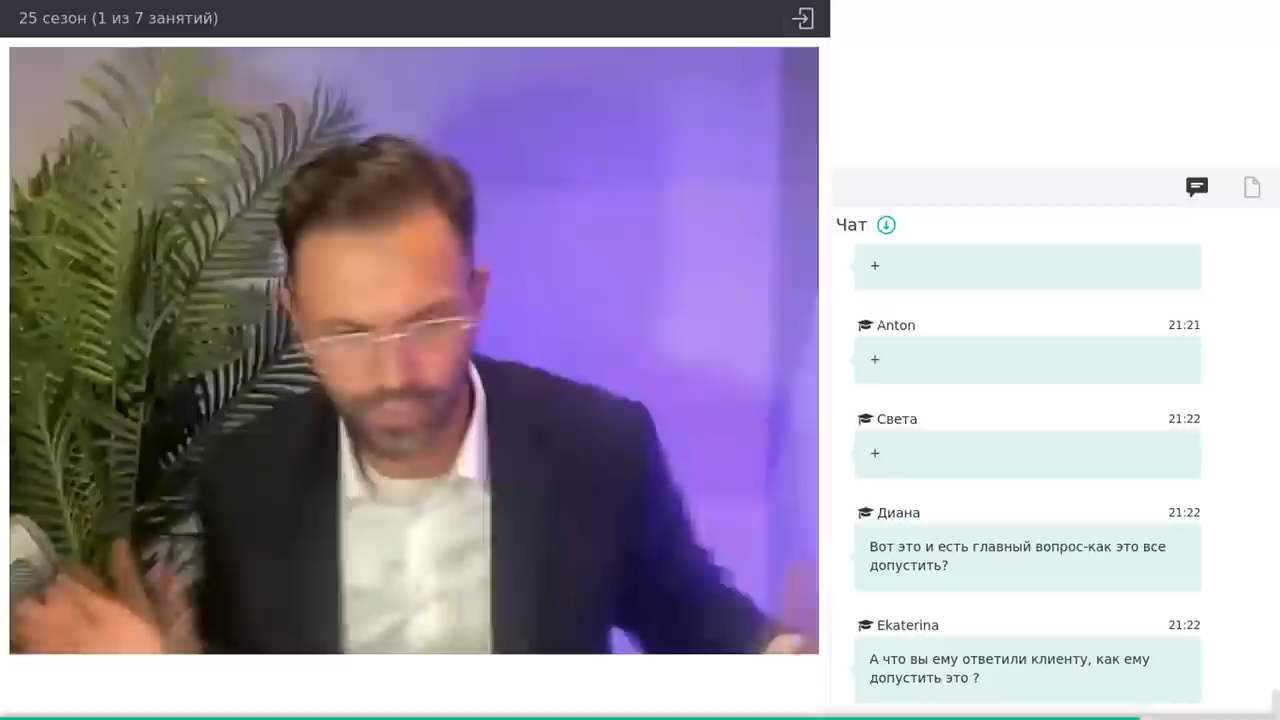 25 сезон (1 из 7 занятий)
Чат
+
Anton 21:21
+
Света 21:22
+
Диана 21:22
Вот это и есть главный вопрос-как это все
допустить?
Ekaterina 21:22
А что вы ему ответили клиенту, как ему
допустить это ?